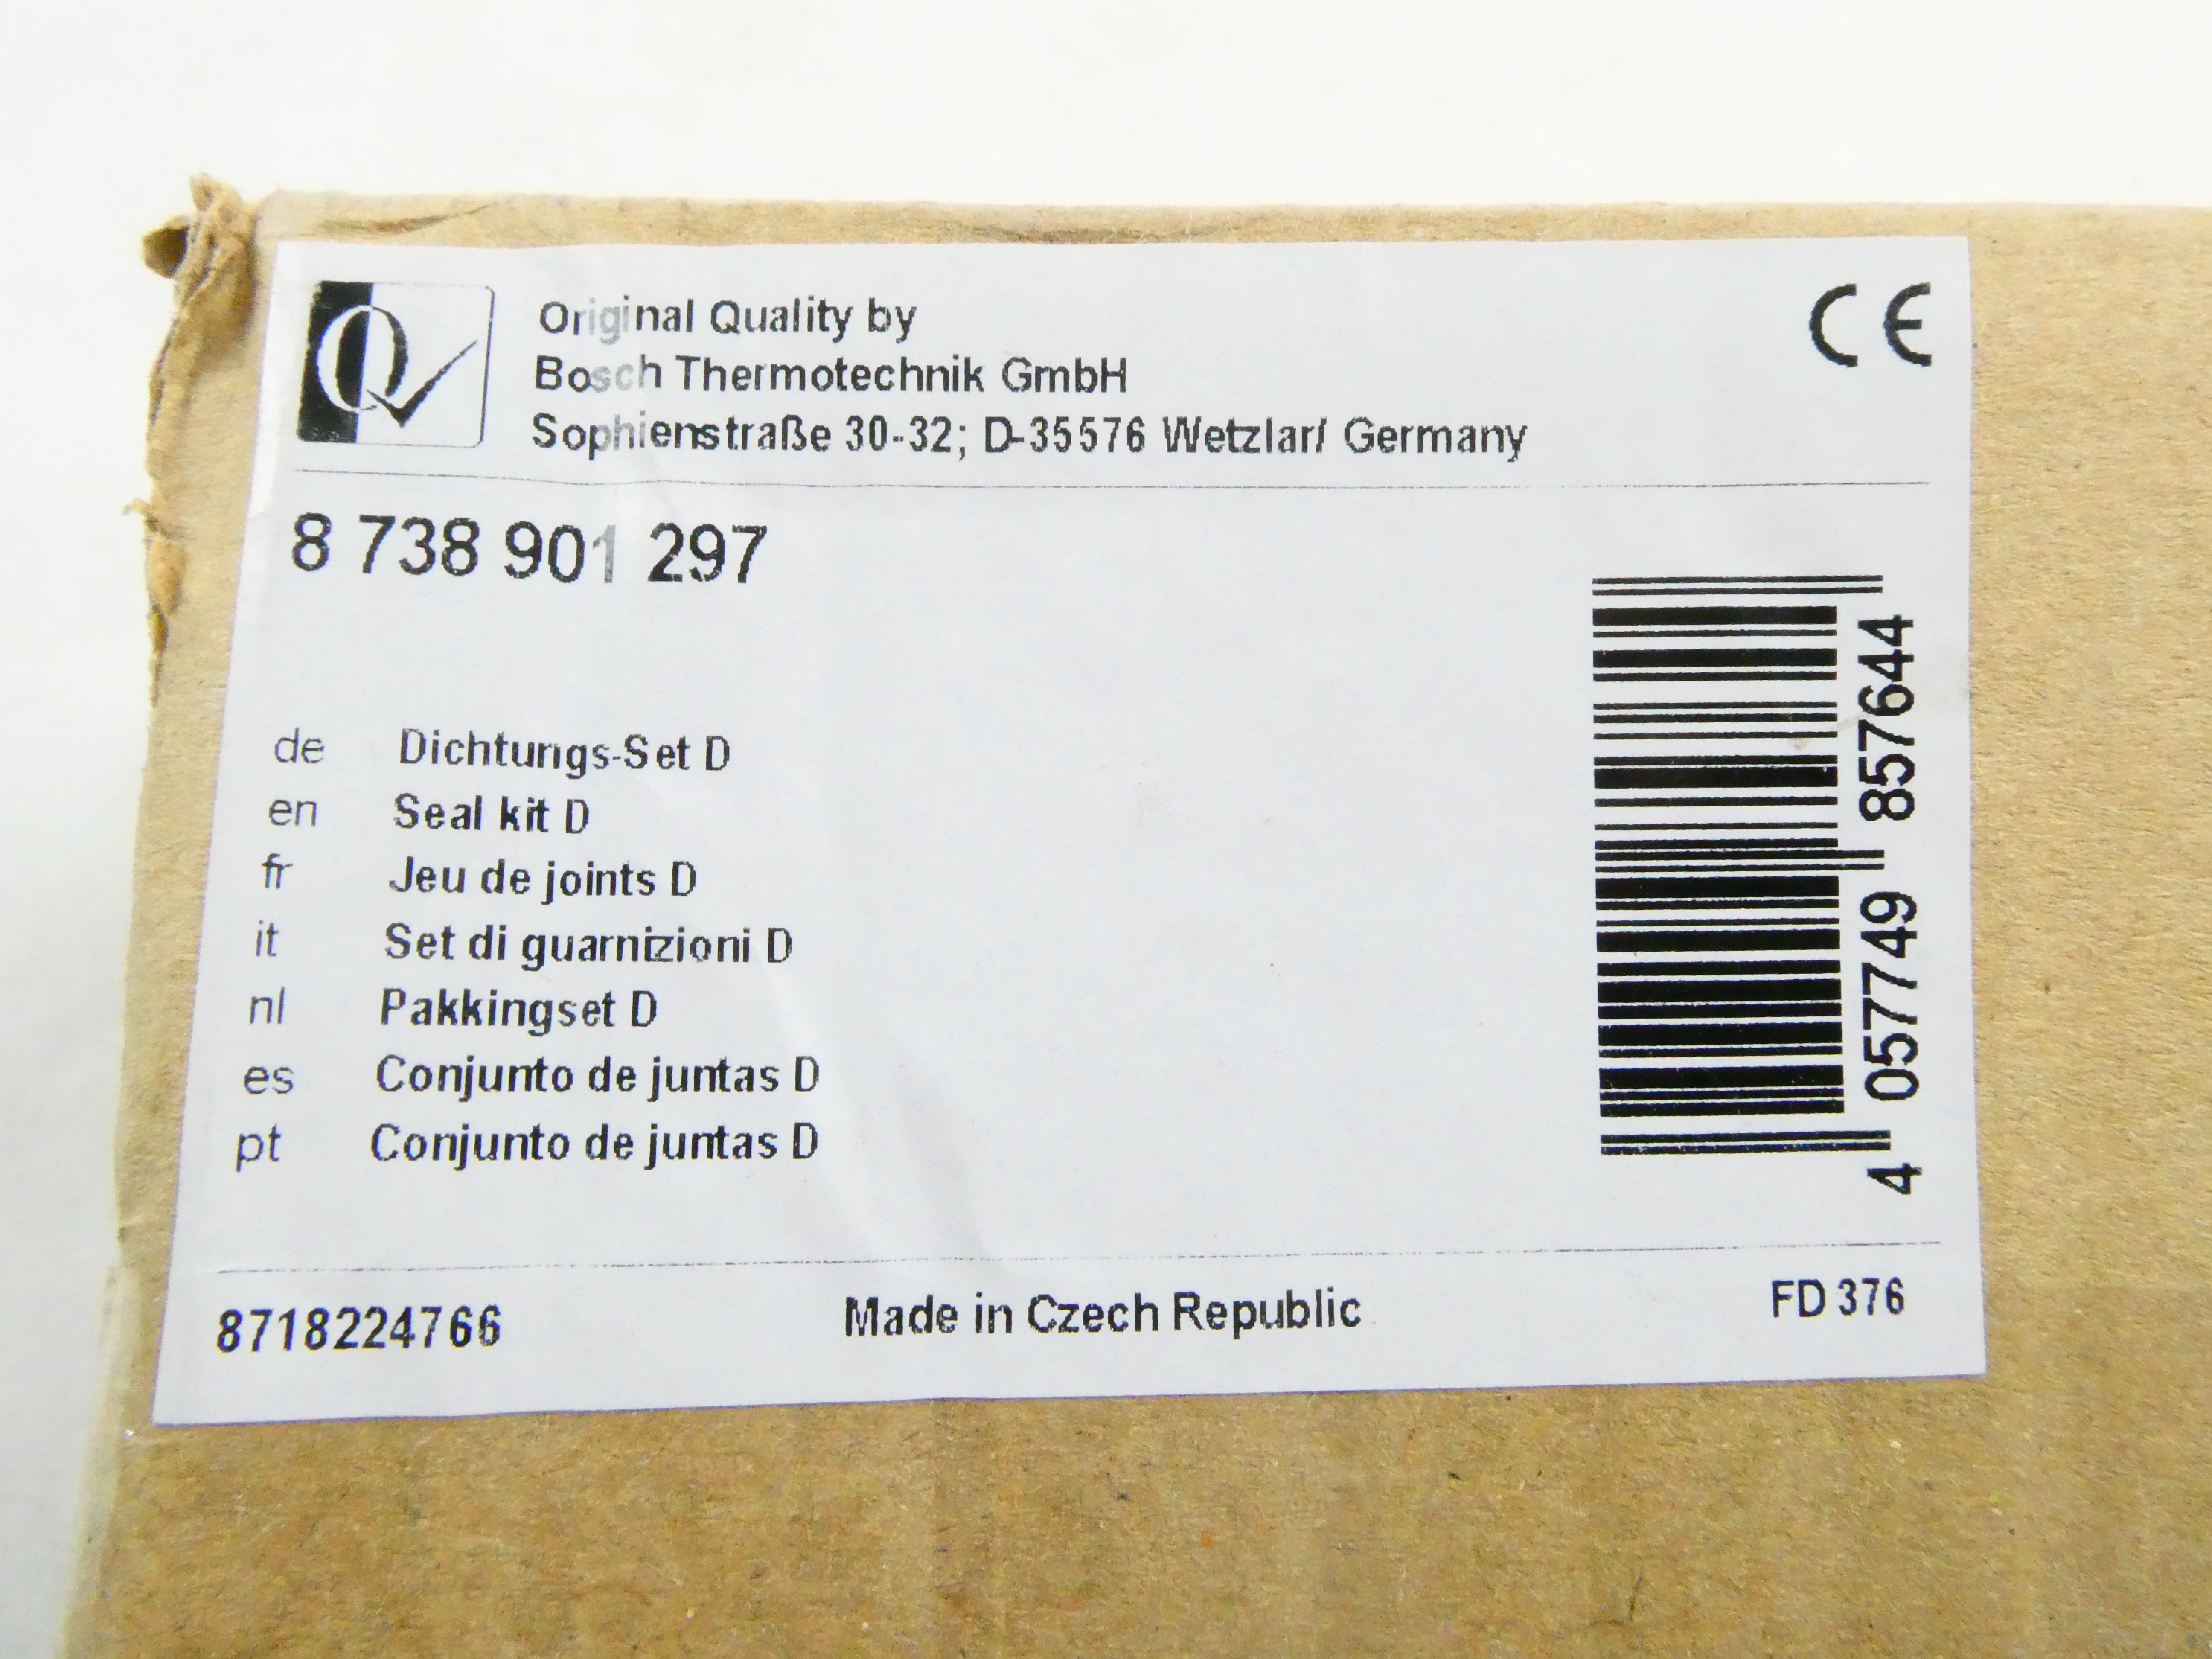 Q
Original Quality by
Bosch Thermotechnik GmbH
Sophienstraße 30-32; D-35576 Wetzlar/ Germany
CE
8 738 901 297
de Dichtungs-Set D
en Seal kit D
fr Jeu de joints D
it Set di guarnizioni D
nl Pakkingset D
es Conjunto de juntas D
pt Conjunto de juntas D
4 057749 857644
8718224766 Made in Czech Republic FD 376